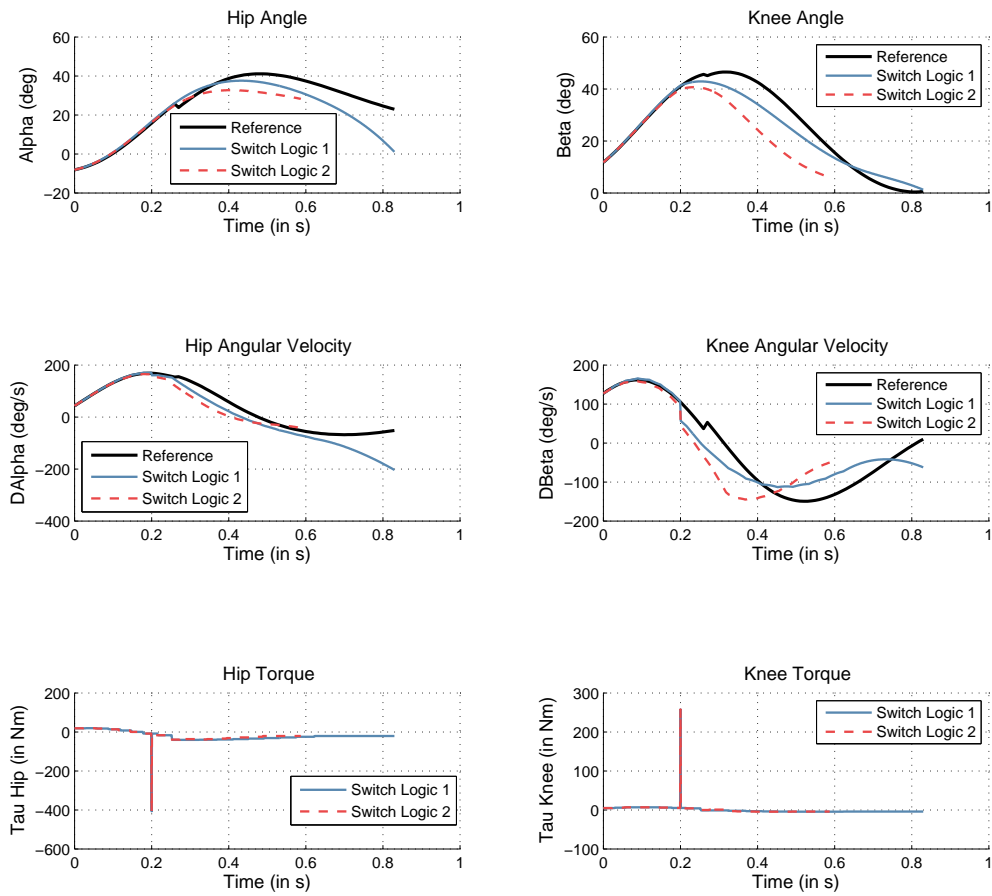 Hip Angle
60
40
20
0
−20
Alpha (deg)
Reference
Switch Logic 1
Switch Logic 2
0
0.2
0.4
0.6
0.8
1
Time (in s)
Knee Angle
60
40
20
0
Beta (deg)
Reference
Switch Logic 1
Switch Logic 2
0
0.2
0.4
0.6
0.8
1
Time (in s)
Hip Angular Velocity
200
0
−200
−400
DAlpha (deg/s)
Reference
Switch Logic 1
Switch Logic 2
0
0.2
0.4
0.6
0.8
1
Time (in s)
Knee Angular Velocity
200
100
0
−100
−200
DBeta (deg/s)
Reference
Switch Logic 1
Switch Logic 2
0
0.2
0.4
0.6
0.8
1
Time (in s)
Hip Torque
200
0
−200
−400
−600
Tau Hip (in Nm)
Switch Logic 1
Switch Logic 2
0
0.2
0.4
0.6
0.8
1
Time (in s)
Knee Torque
300
200
100
0
−100
Tau Knee (in Nm)
Switch Logic 1
Switch Logic 2
0
0.2
0.4
0.6
0.8
1
Time (in s)